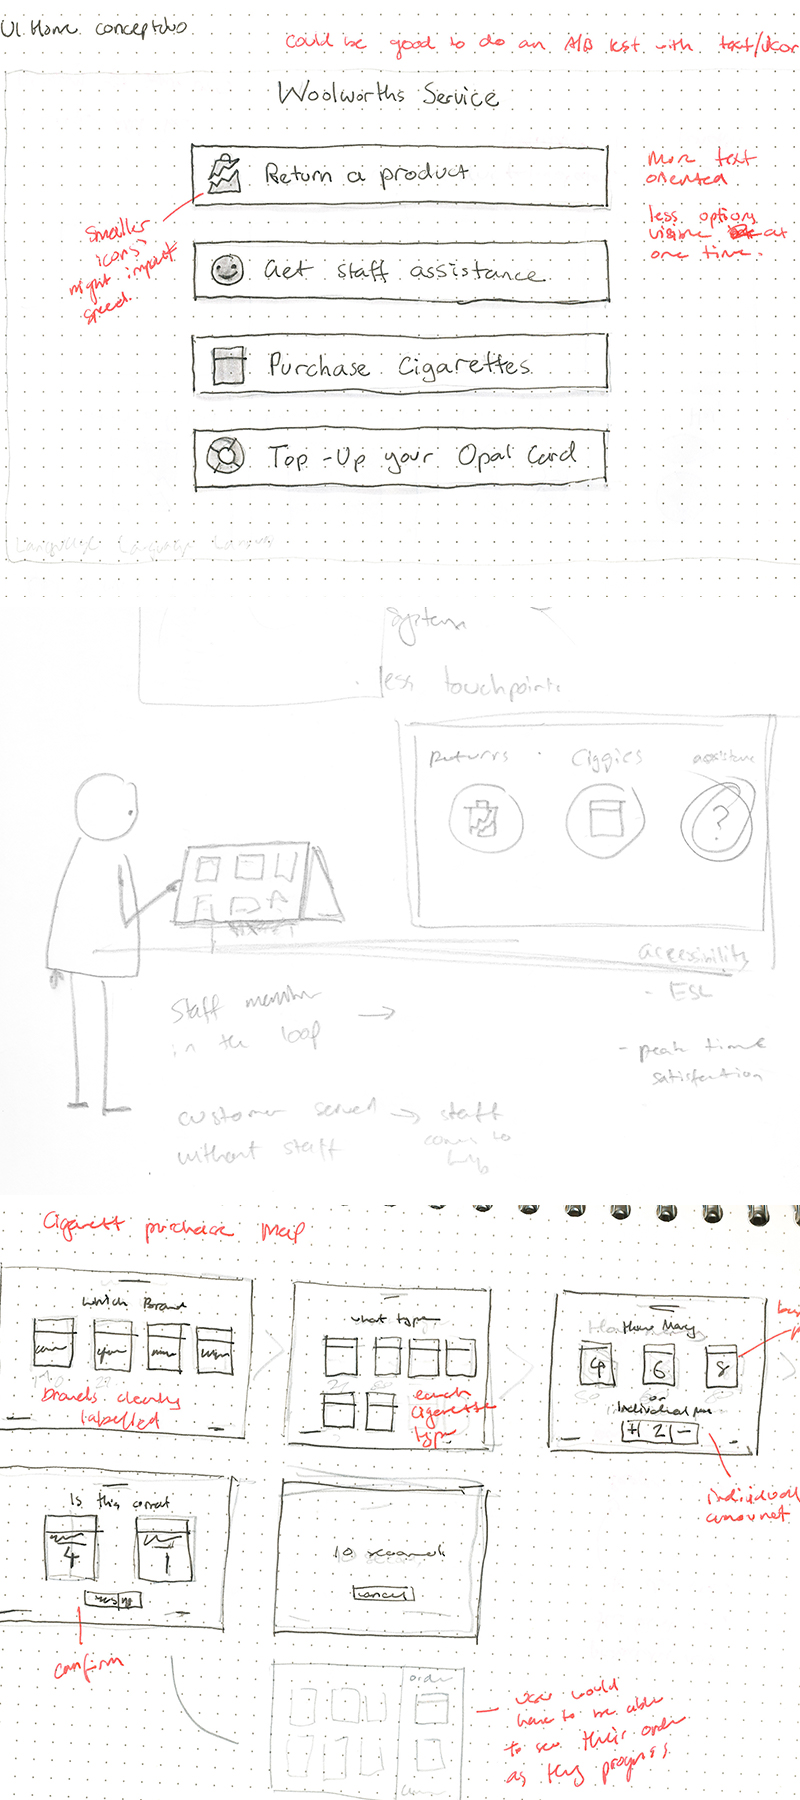 UI Home concept
could be good to do an A/B test with text/icon
Woolworths Service
Return a product
More text
oriented
less options
visible at
one time.
smaller
icons
might impact
speed.
Get staff assistance
Purchase Cigarettes
Top-Up your Opal Card
Language Language
system
less touchpoints
Returns
Ciggies
assistance
?
accessibility
- ESL
Staff member →
in the loop
- peak time
satisfaction
customer served → staff
without staff
comes to
help
Cigarett purchase Map
which Brand
brands clearly
labelled
what type
each
cigarette
type
How Many
4 6 8
or
individual
+ 2 -
individual
amount
Is this correct
4 1
yes no
confirm
10 seconds
cancel
order
user would
have to be able
to see their order
as they progress